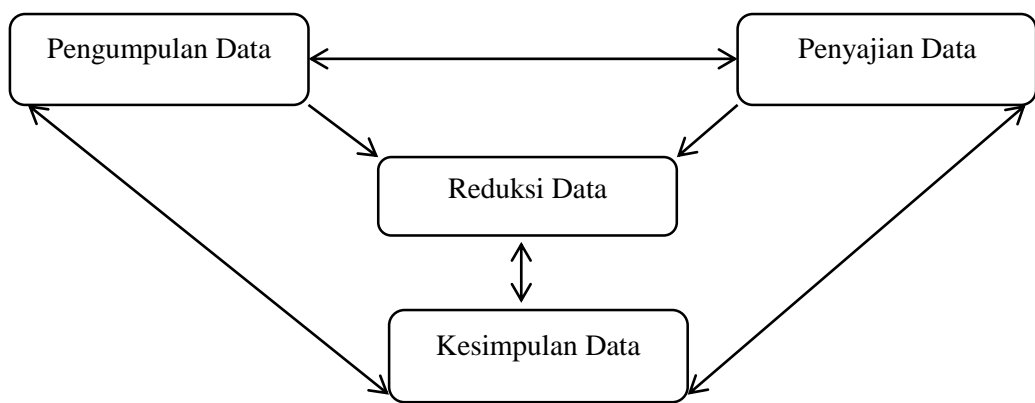 Pengumpulan Data
Penyajian Data
Reduksi Data
Kesimpulan Data